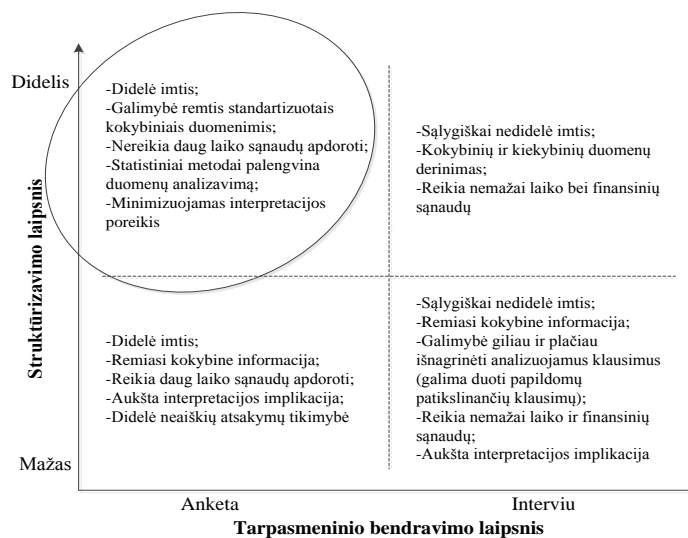 Didelis
-Didelė imtis;
-Galimybė remtis standartizuotais
kokybiniais duomenimis;
-Nereikia daug laiko sąnaudų apdoroti;
-Statistiniai metodai palengvina
duomenų analizavimą;
-Minimizuojamas interpretacijos
poreikis
-Sąlygiškai nedidelė imtis;
-Kokybinių ir kiekybinių duomenų
derinimas;
-Reikia nemažai laiko bei finansinių
sąnaudų
Struktūrizavimo laipsnis
-Didelė imtis;
-Remiasi kokybine informacija;
-Reikia daug laiko sąnaudų apdoroti;
-Aukšta interpretacijos implikacija;
-Didelė neaiškių atsakymų tikimybė
-Sąlygiškai nedidelė imtis;
-Remiasi kokybine informacija;
-Galimybė giliau ir plačiau
išnagrinėti analizuojamus klausimus
(galima duoti papildomų
patikslinančių klausimų);
-Reikia nemažai laiko ir finansinių
sąnaudų;
-Aukšta interpretacijos implikacija
Mažas
Anketa
Interviu
Tarpasmeninio bendravimo laipsnis